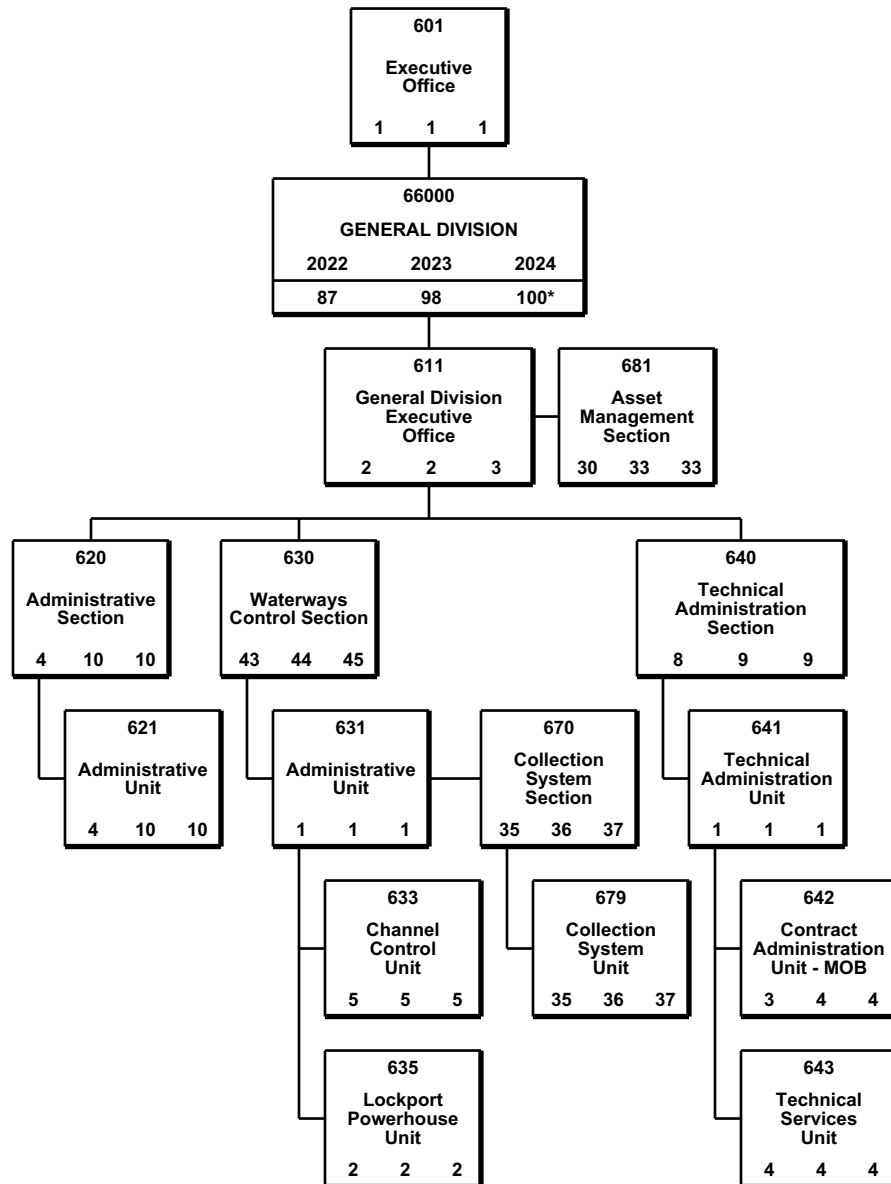 601
Executive
Office
1 1 1
66000
GENERAL DIVISION
2022 2023 2024
87 98 100*
611
General Division
Executive
Office
2 2 3
681
Asset
Management
Section
30 33 33
620
Administrative
Section
4 10 10
630
Waterways
Control Section
43 44 45
640
Technical
Administration
Section
8 9 9
621
Administrative
Unit
4 10 10
631
Administrative
Unit
1 1 1
670
Collection
System
Section
35 36 37
641
Technical
Administration
Unit
1 1 1
633
Channel
Control
Unit
5 5 5
679
Collection
System
Unit
35 36 37
642
Contract
Administration
Unit - MOB
3 4 4
635
Lockport
Powerhouse
Unit
2 2 2
643
Technical
Services
Unit
4 4 4